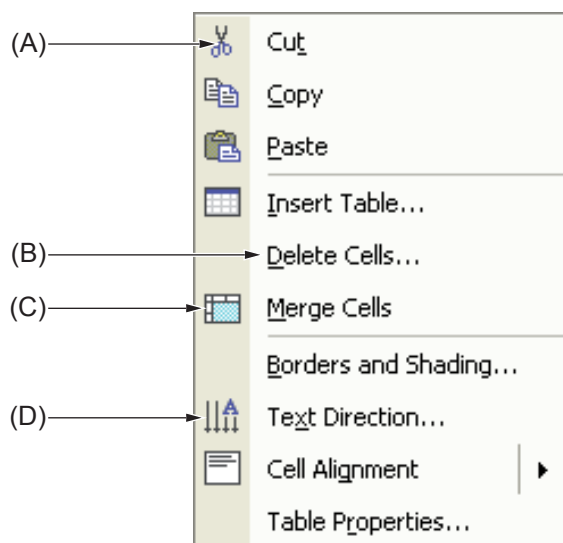 (A) Cut
Copy
Paste
Insert Table...
(B) Delete Cells...
(C) Merge Cells
Borders and Shading...
(D) Text Direction...
Cell Alignment
Table Properties...